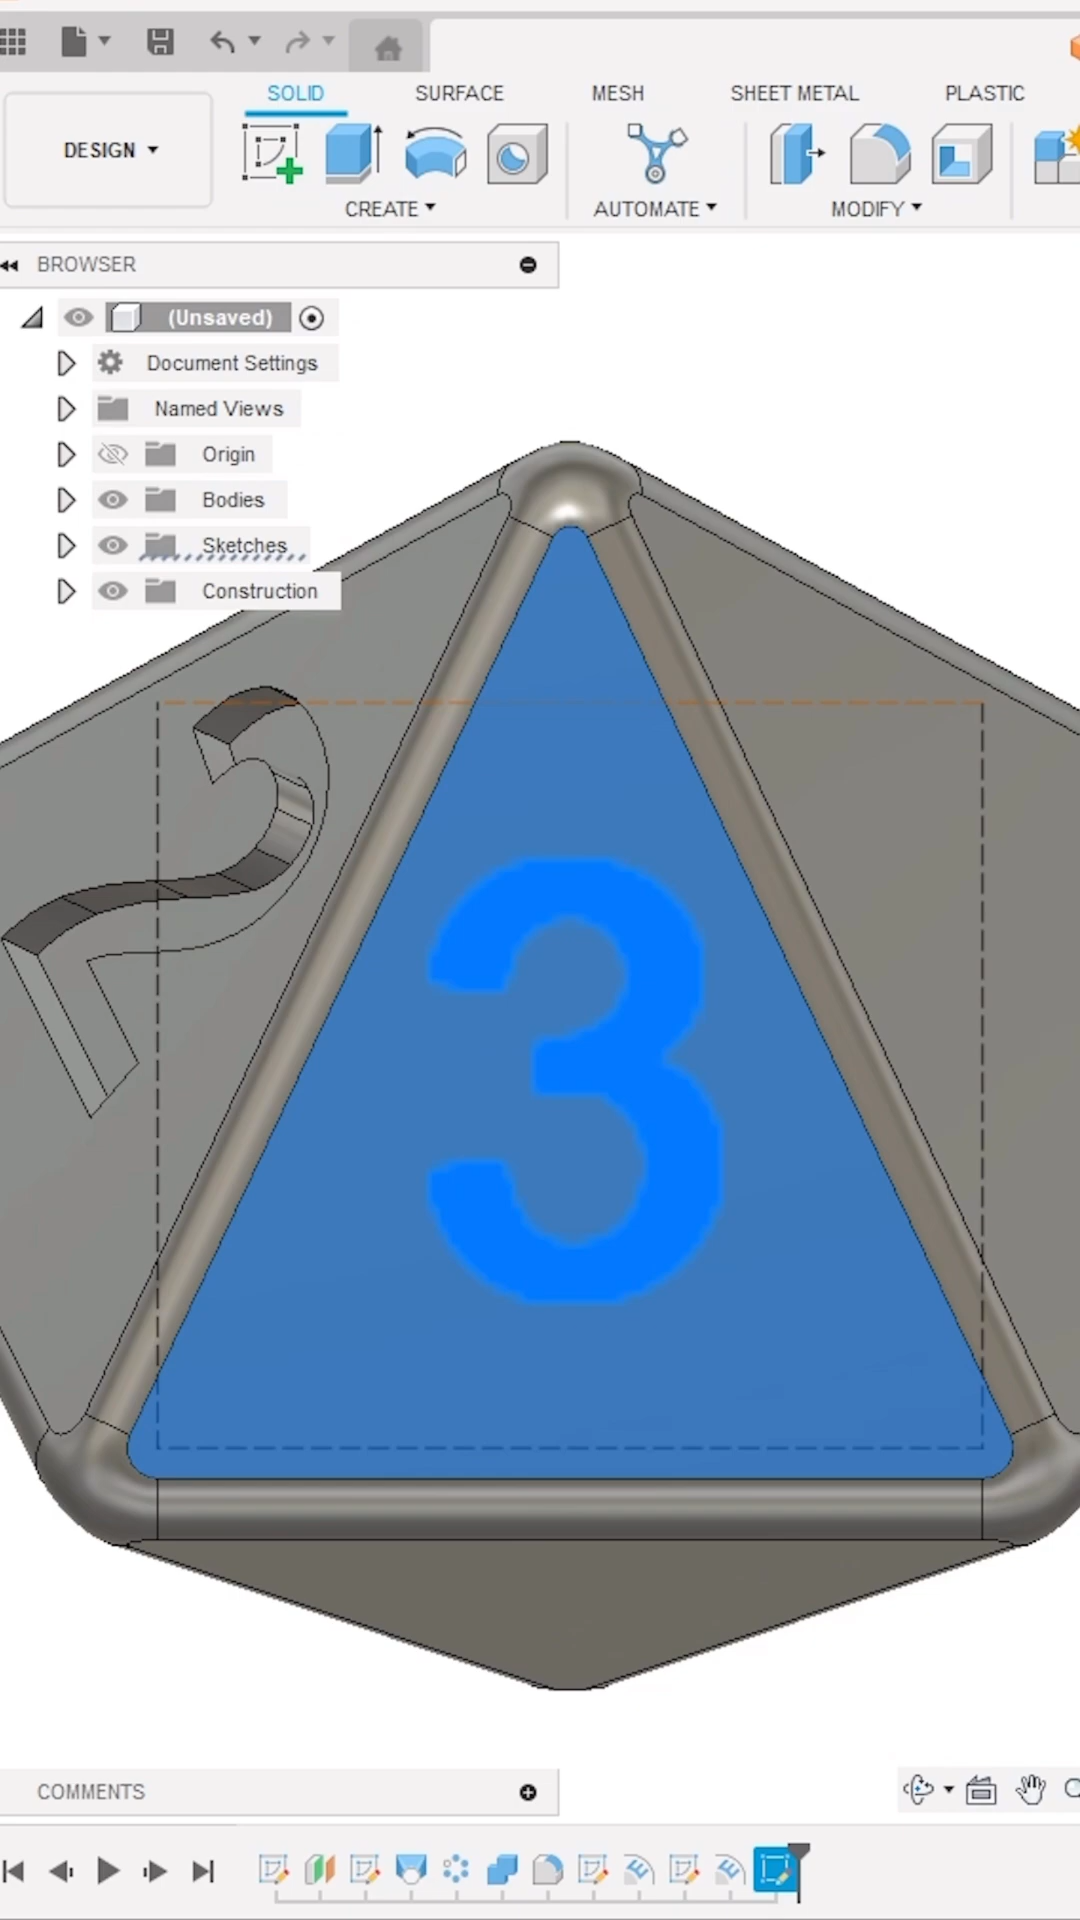 SOLID SURFACE MESH SHEET METAL PLASTIC
DESIGN
CREATE AUTOMATE MODIFY
BROWSER
(Unsaved)
Document Settings
Named Views
Origin
Bodies
Sketches
Construction
2
3
COMMENTS